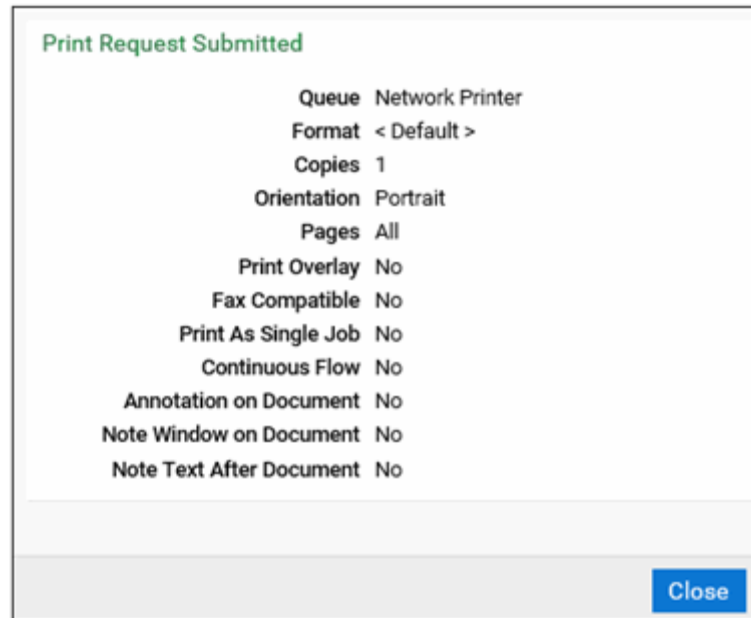 Print Request Submitted
Queue Network Printer
Format < Default >
Copies 1
Orientation Portrait
Pages All
Print Overlay No
Fax Compatible No
Print As Single Job No
Continuous Flow No
Annotation on Document No
Note Window on Document No
Note Text After Document No
Close